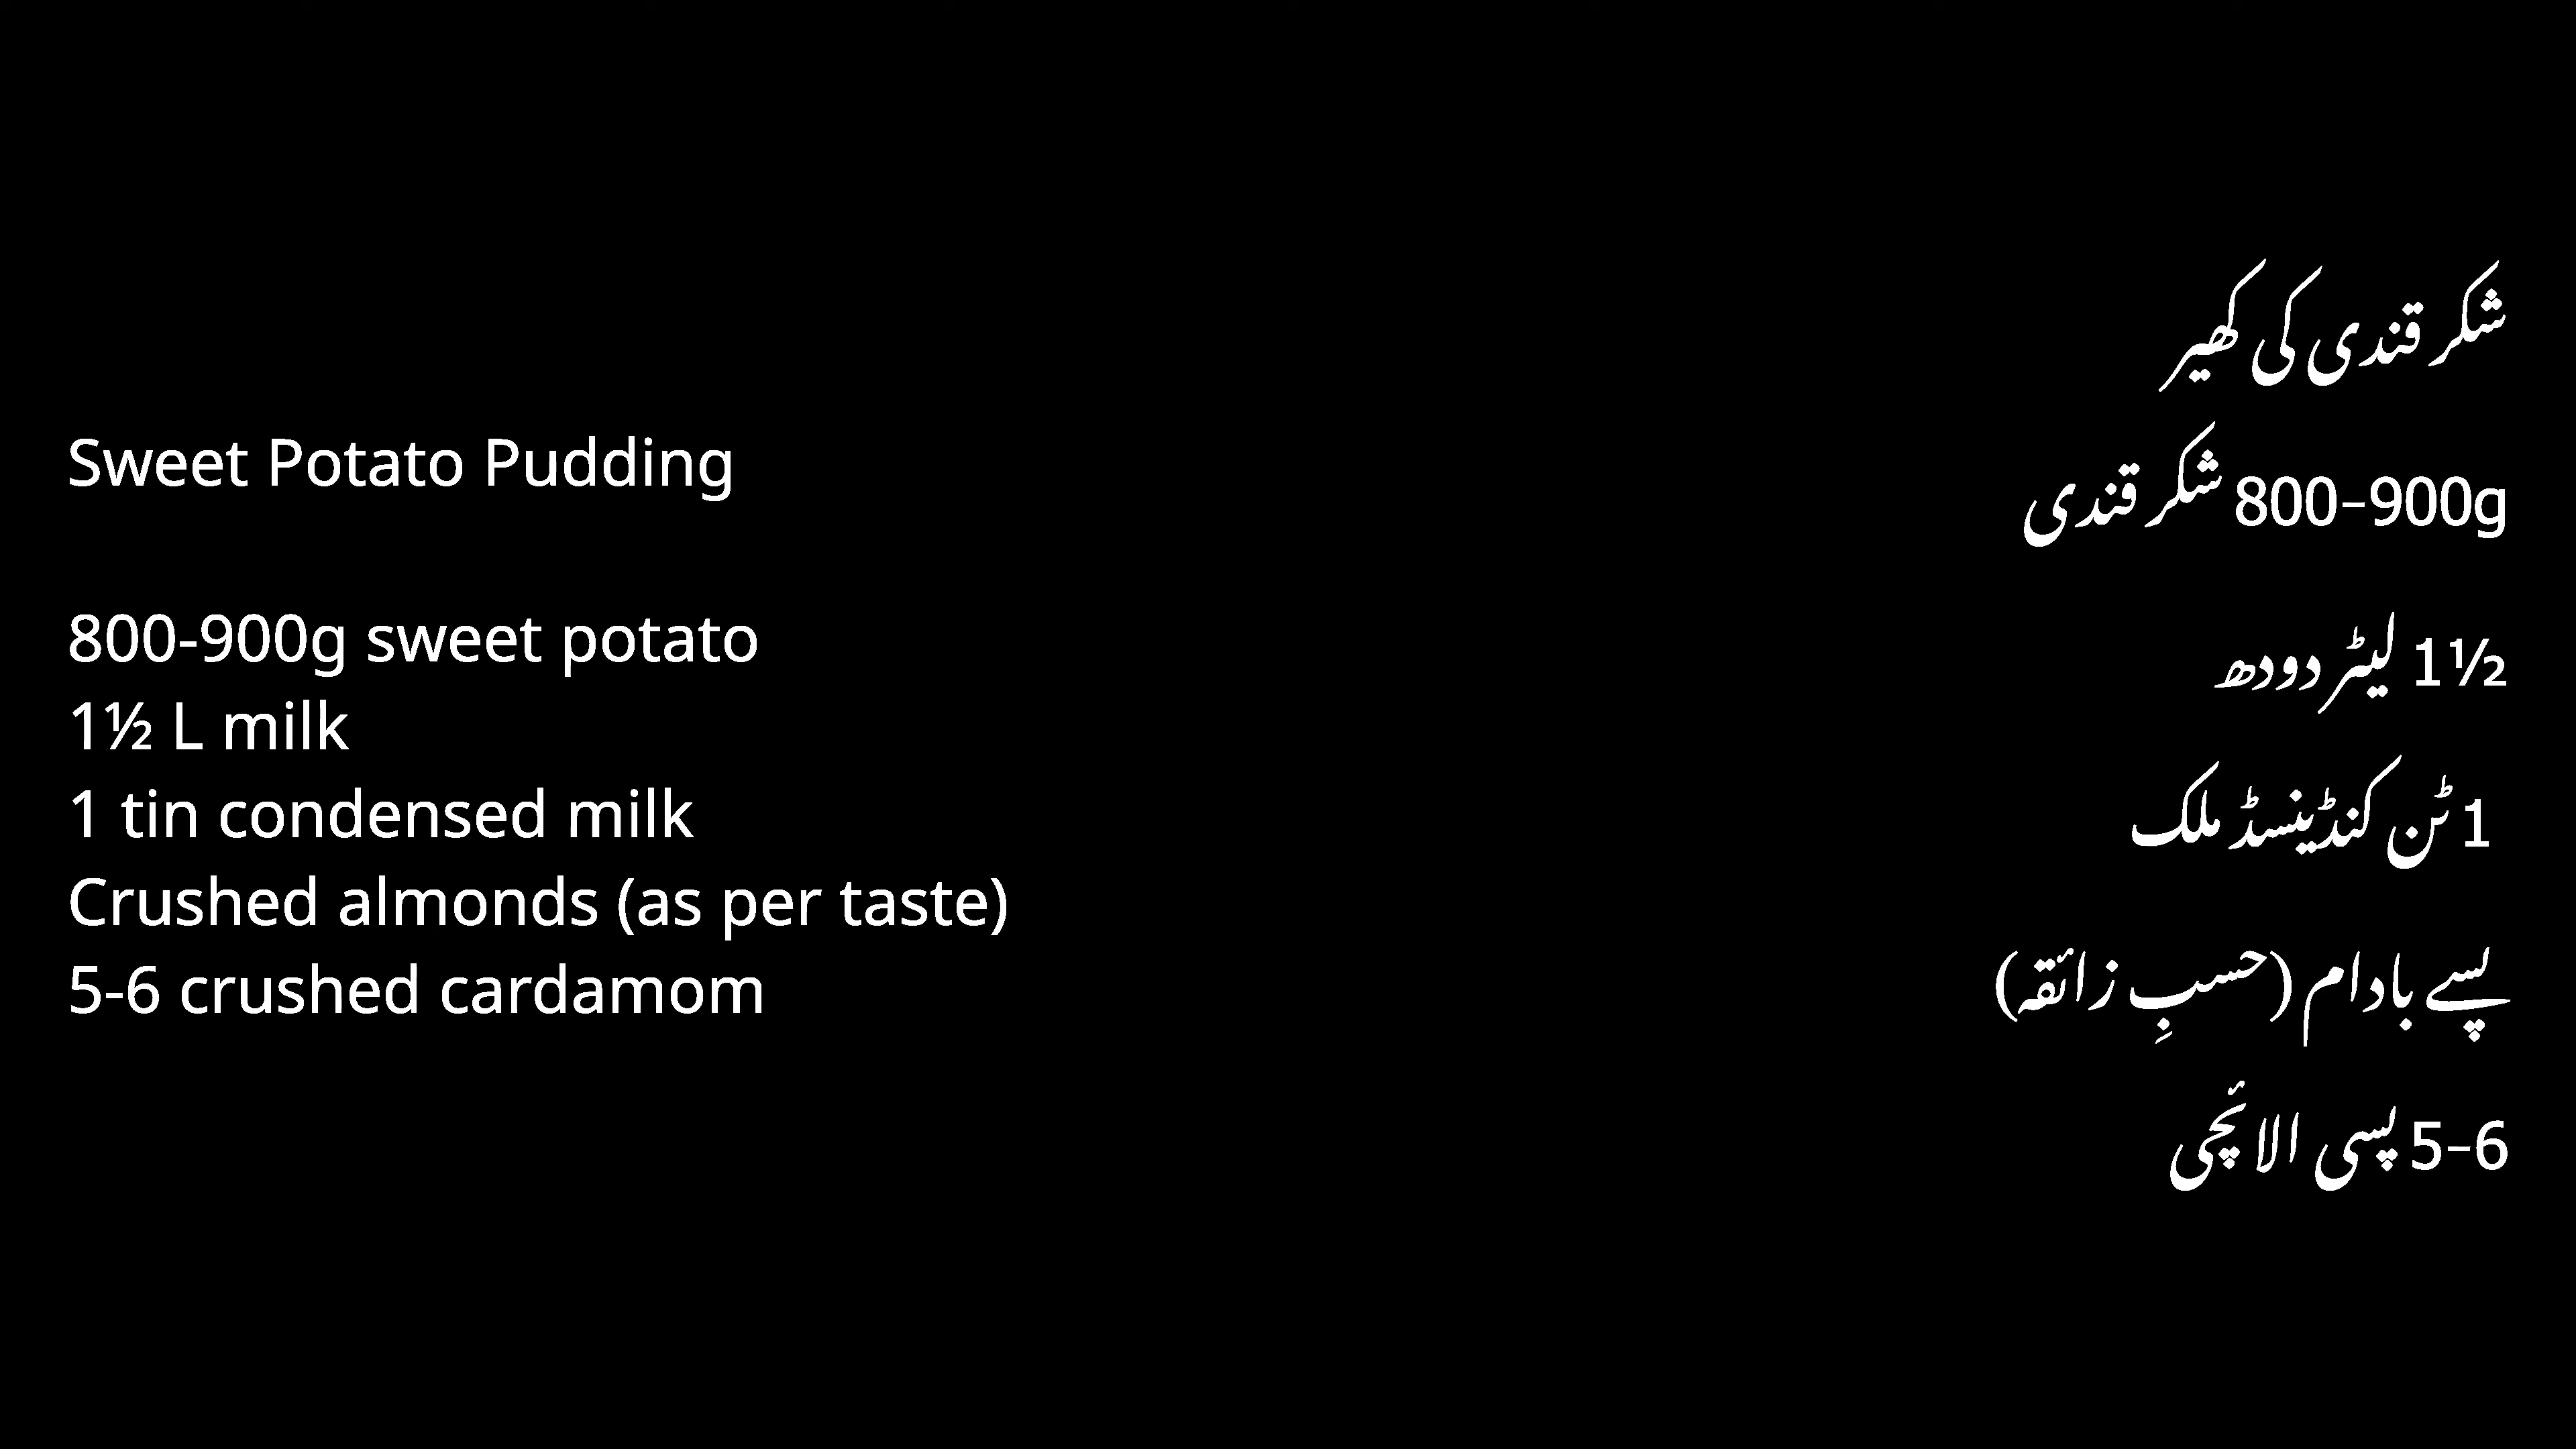 Sweet Potato Pudding
800-900g sweet potato
1½ L milk
1 tin condensed milk
Crushed almonds (as per taste)
5-6 crushed cardamom
شکر قندی کی کھیر
800-900g شکر قندی
1½ لیٹر دودھ
1 ٹن کنڈینسڈ ملک
پسے بادام (حسبِ زائقہ)
5-6 پسی الائچی